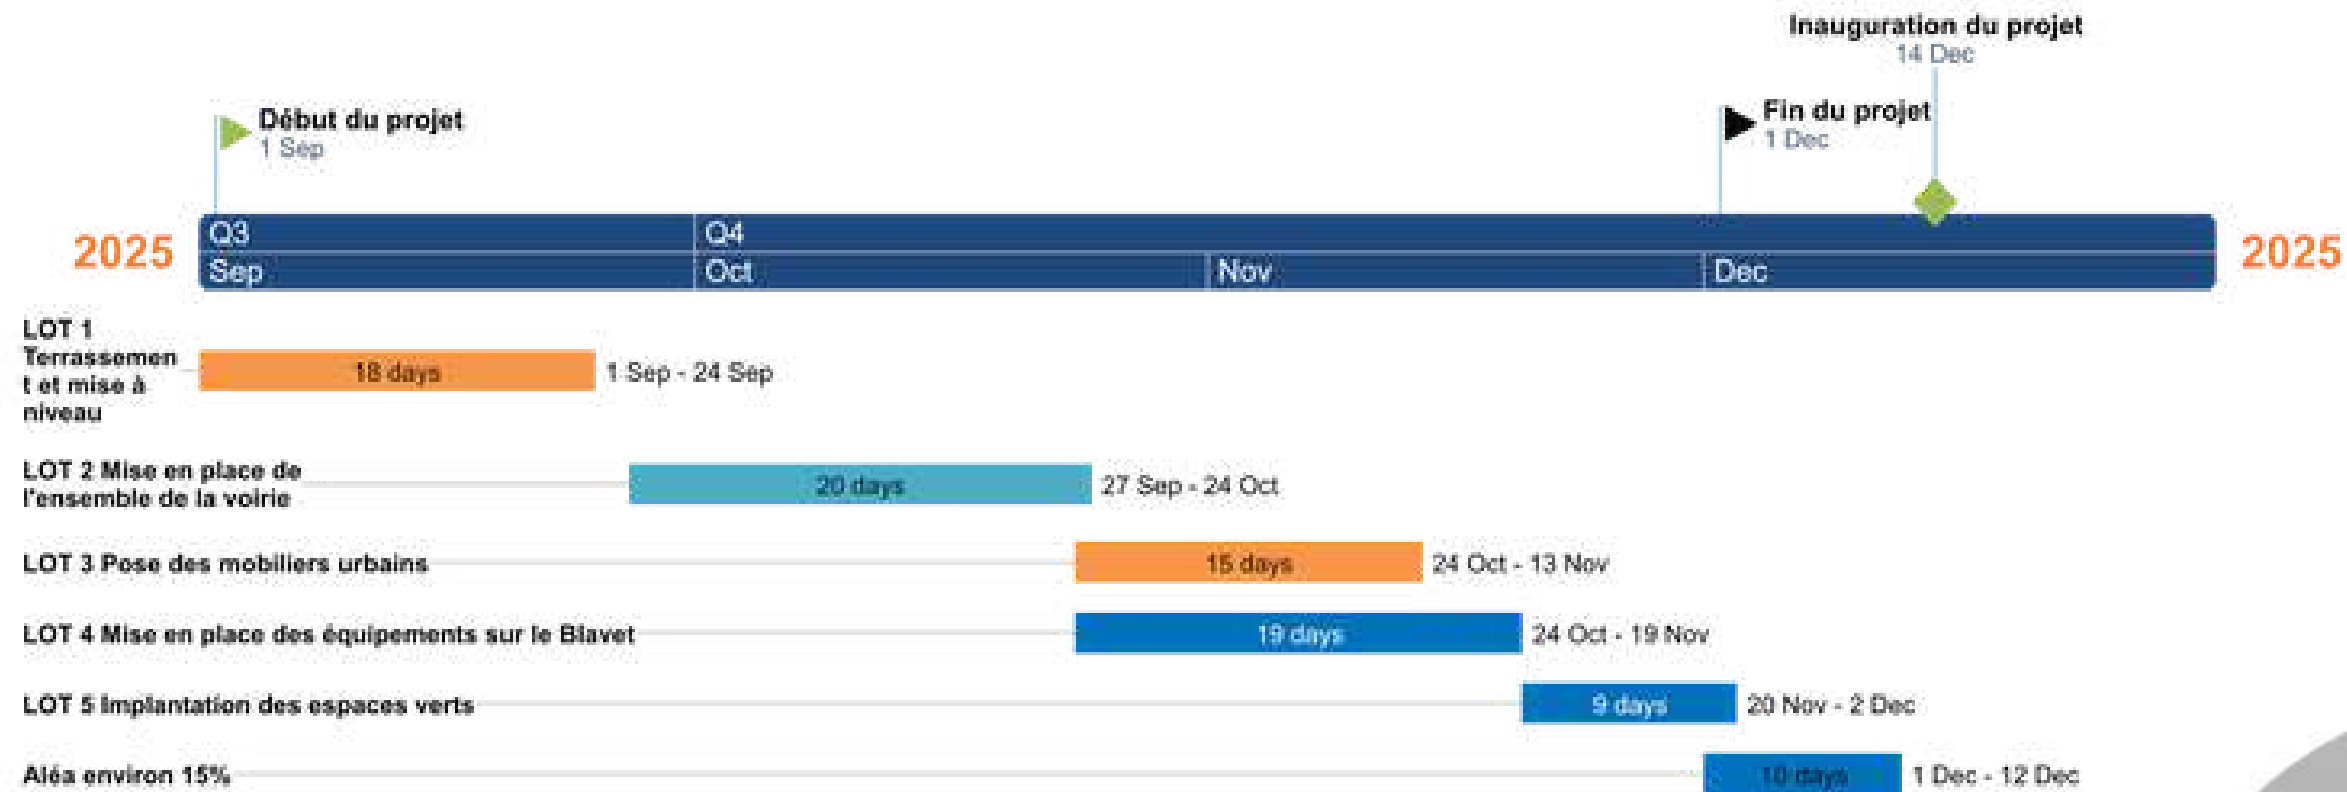 Inauguration du projet
14 Dec
Début du projet
1 Sep
Fin du projet
1 Dec
2025
Q3
Q4
2025
Sep
Oct
Nov
Dec
LOT 1
Terrassemen
t et mise à
niveau
18 days
1 Sep - 24 Sep
LOT 2 Mise en place de
l'ensemble de la voirie
20 days
27 Sep - 24 Oct
LOT 3 Pose des mobiliers urbains
15 days
24 Oct - 13 Nov
LOT 4 Mise en place des équipements sur le Blavet
19 days
24 Oct - 19 Nov
LOT 5 Implantation des espaces verts
9 days
20 Nov - 2 Dec
Aléa environ 15%
10 days
1 Dec - 12 Dec